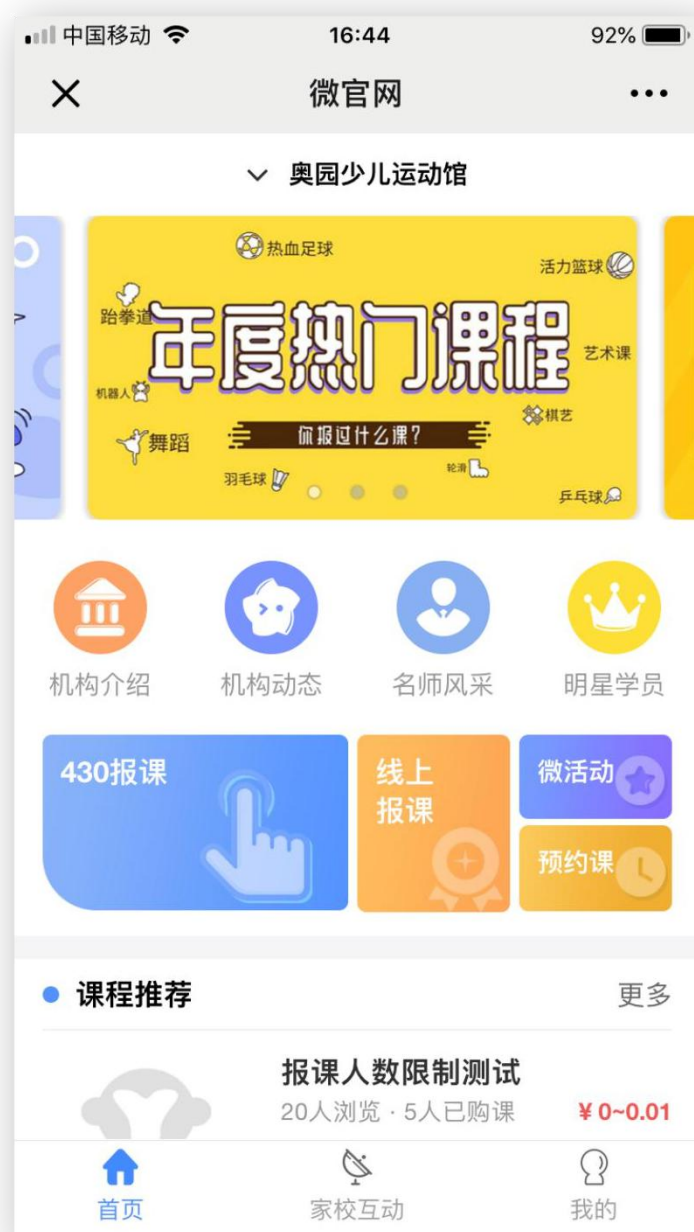 中国移动 16:44 92%
微官网
奥园少儿运动馆
热血足球
活力篮球
跆拳道
年度热门课程
艺术课
机器人
棋艺
舞蹈
你报过什么课?
羽毛球
轮滑
乒乓球
机构介绍 机构动态 名师风采 明星学员
430报课
线上
报课
微活动
预约课
课程推荐 更多
报课人数限制测试
20人浏览 · 5人已购课 ¥ 0~0.01
首页 家校互动 我的